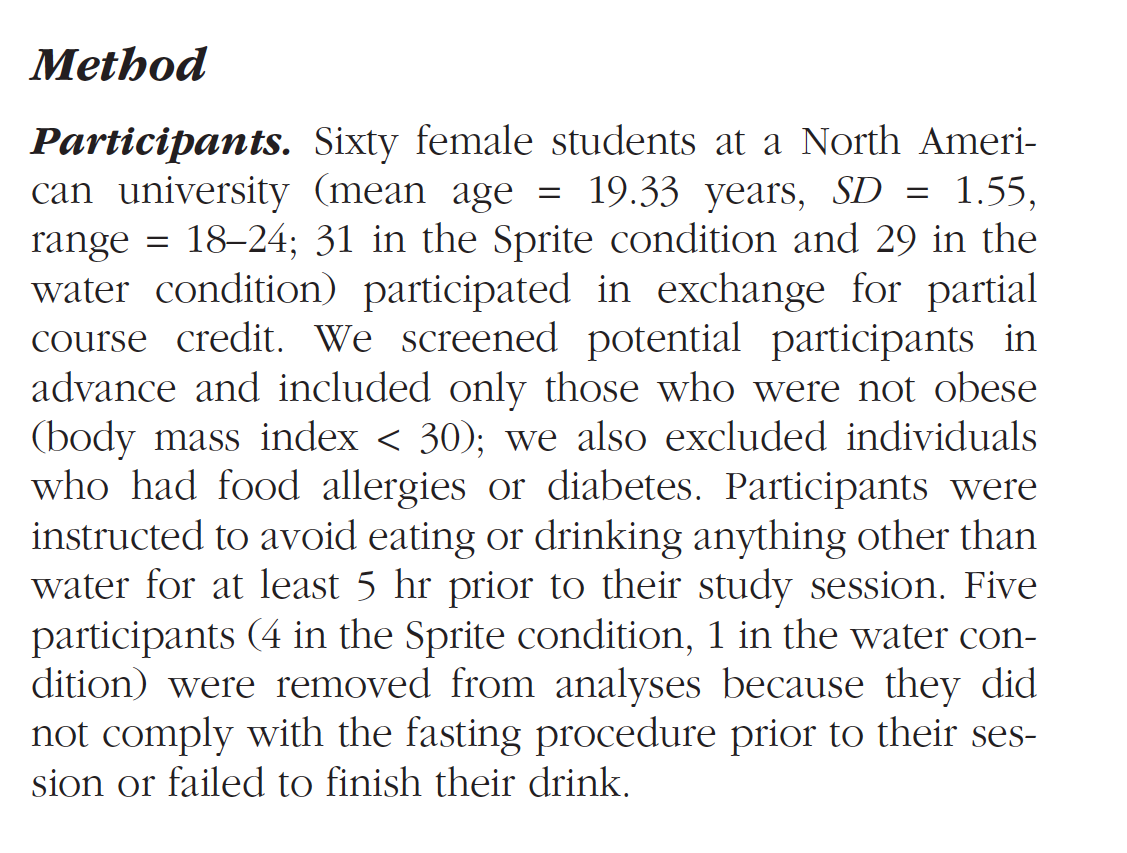 Method
Participants. Sixty female students at a North Ameri-
can university (mean age = 19.33 years, SD = 1.55,
range = 18–24; 31 in the Sprite condition and 29 in the
water condition) participated in exchange for partial
course credit. We screened potential participants in
advance and included only those who were not obese
(body mass index < 30); we also excluded individuals
who had food allergies or diabetes. Participants were
instructed to avoid eating or drinking anything other than
water for at least 5 hr prior to their study session. Five
participants (4 in the Sprite condition, 1 in the water con-
dition) were removed from analyses because they did
not comply with the fasting procedure prior to their ses-
sion or failed to finish their drink.